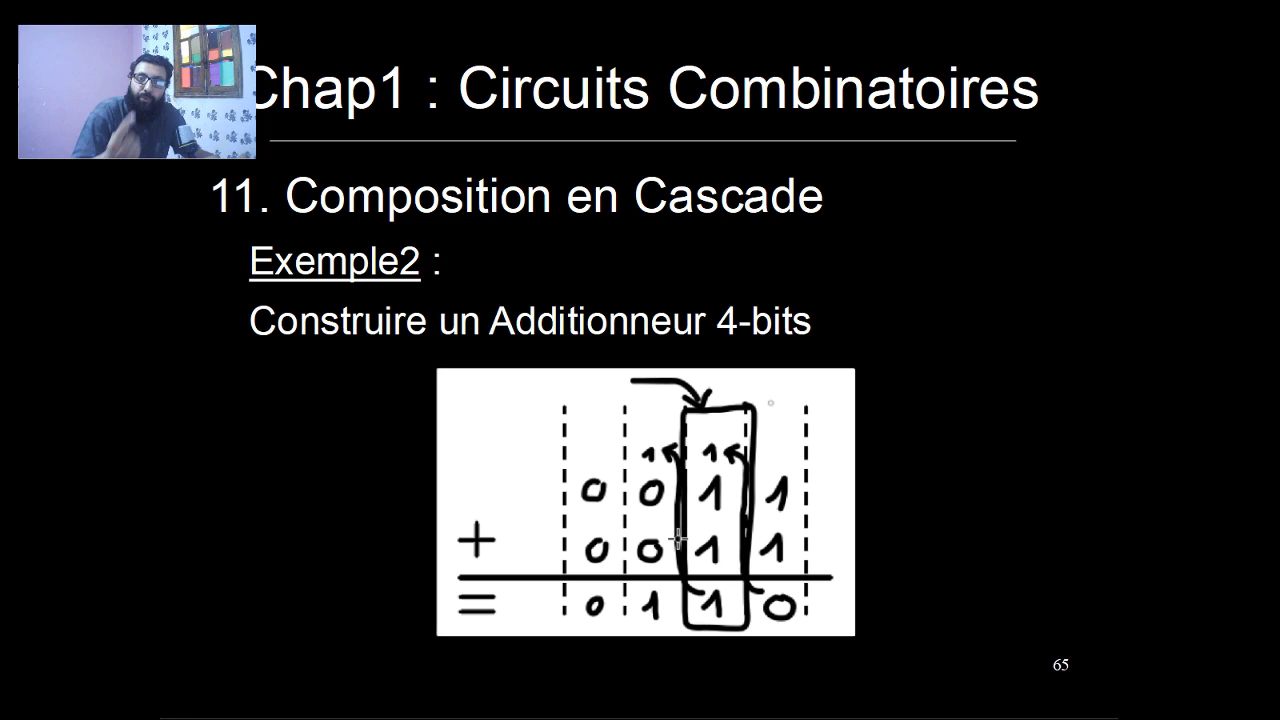 Chap1 : Circuits Combinatoires
11. Composition en Cascade
Exemple2 :
Construire un Additionneur 4-bits
1 1
0 0 1 1
+ 0 0 1 1
= 0 1 1 0
65